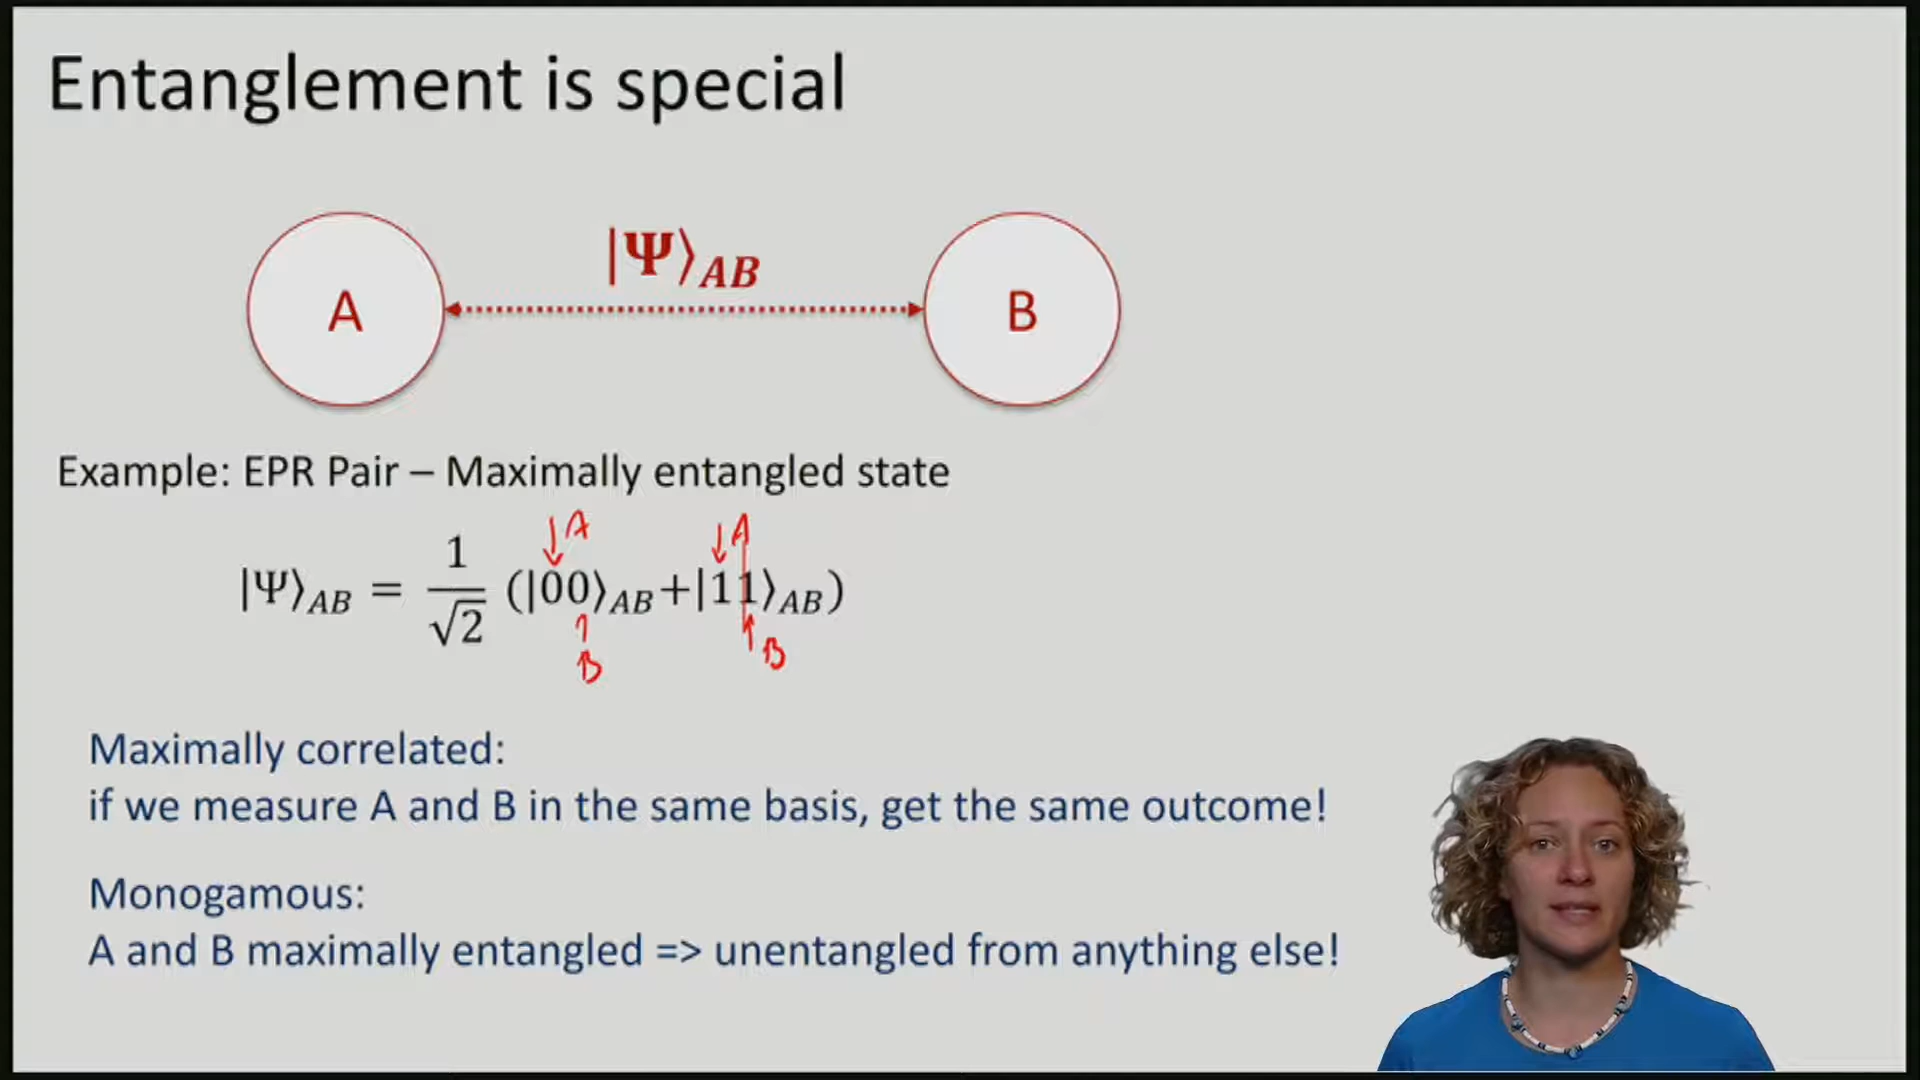 Entanglement is special
A
|Ψ⟩AB
B
Example: EPR Pair – Maximally entangled state
↓A ↓A
|Ψ⟩AB = 1/√2 (|00⟩AB+|11⟩AB)
↑B ↑B
Maximally correlated:
if we measure A and B in the same basis, get the same outcome!
Monogamous:
A and B maximally entangled => unentangled from anything else!